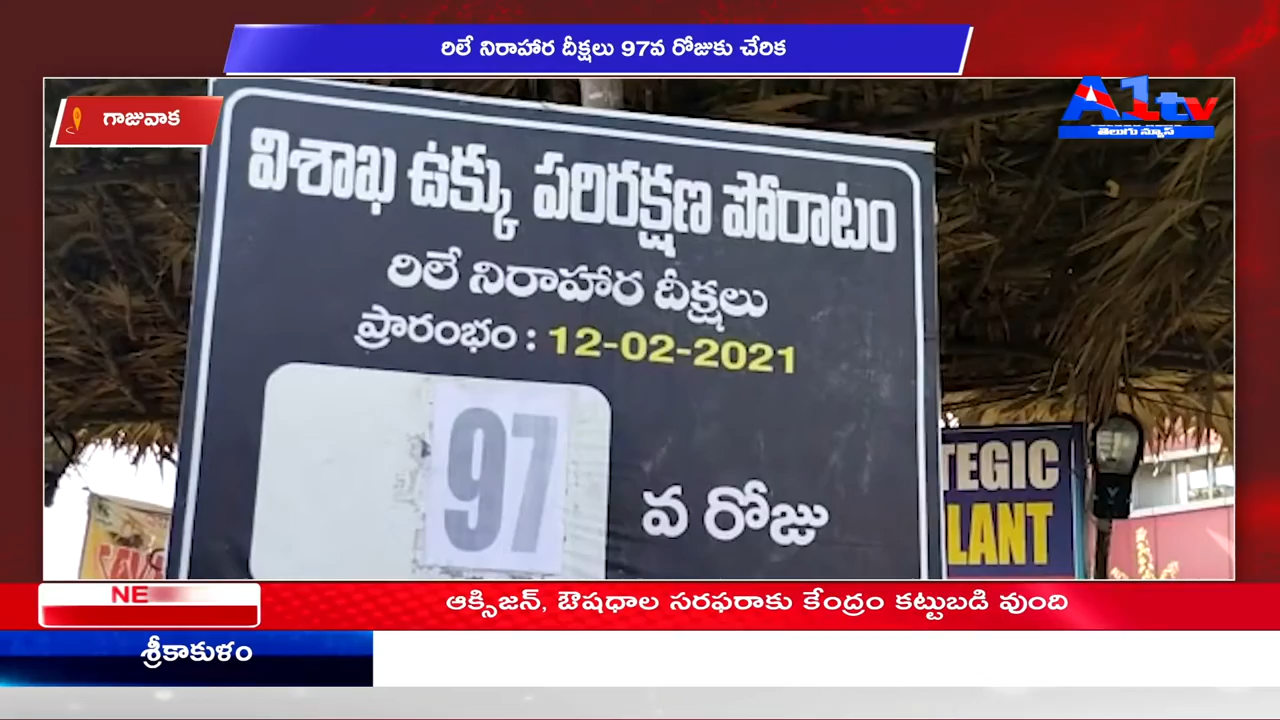 రిలే నిరాహార దీక్షలు 97వ రోజుకు చేరిక
గాజువాక
A1tv
తెలుగు న్యూస్
విశాఖ ఉక్కు పరిరక్షణ పోరాటం
రిలే నిరాహార దీక్షలు
ప్రారంభం : 12-02-2021
97 వ రోజు
TEGIC
LANT
NE
ఆక్సిజన్, ఔషధాల సరఫరాకు కేంద్రం కట్టుబడి వుంది
శ్రీకాకుళం